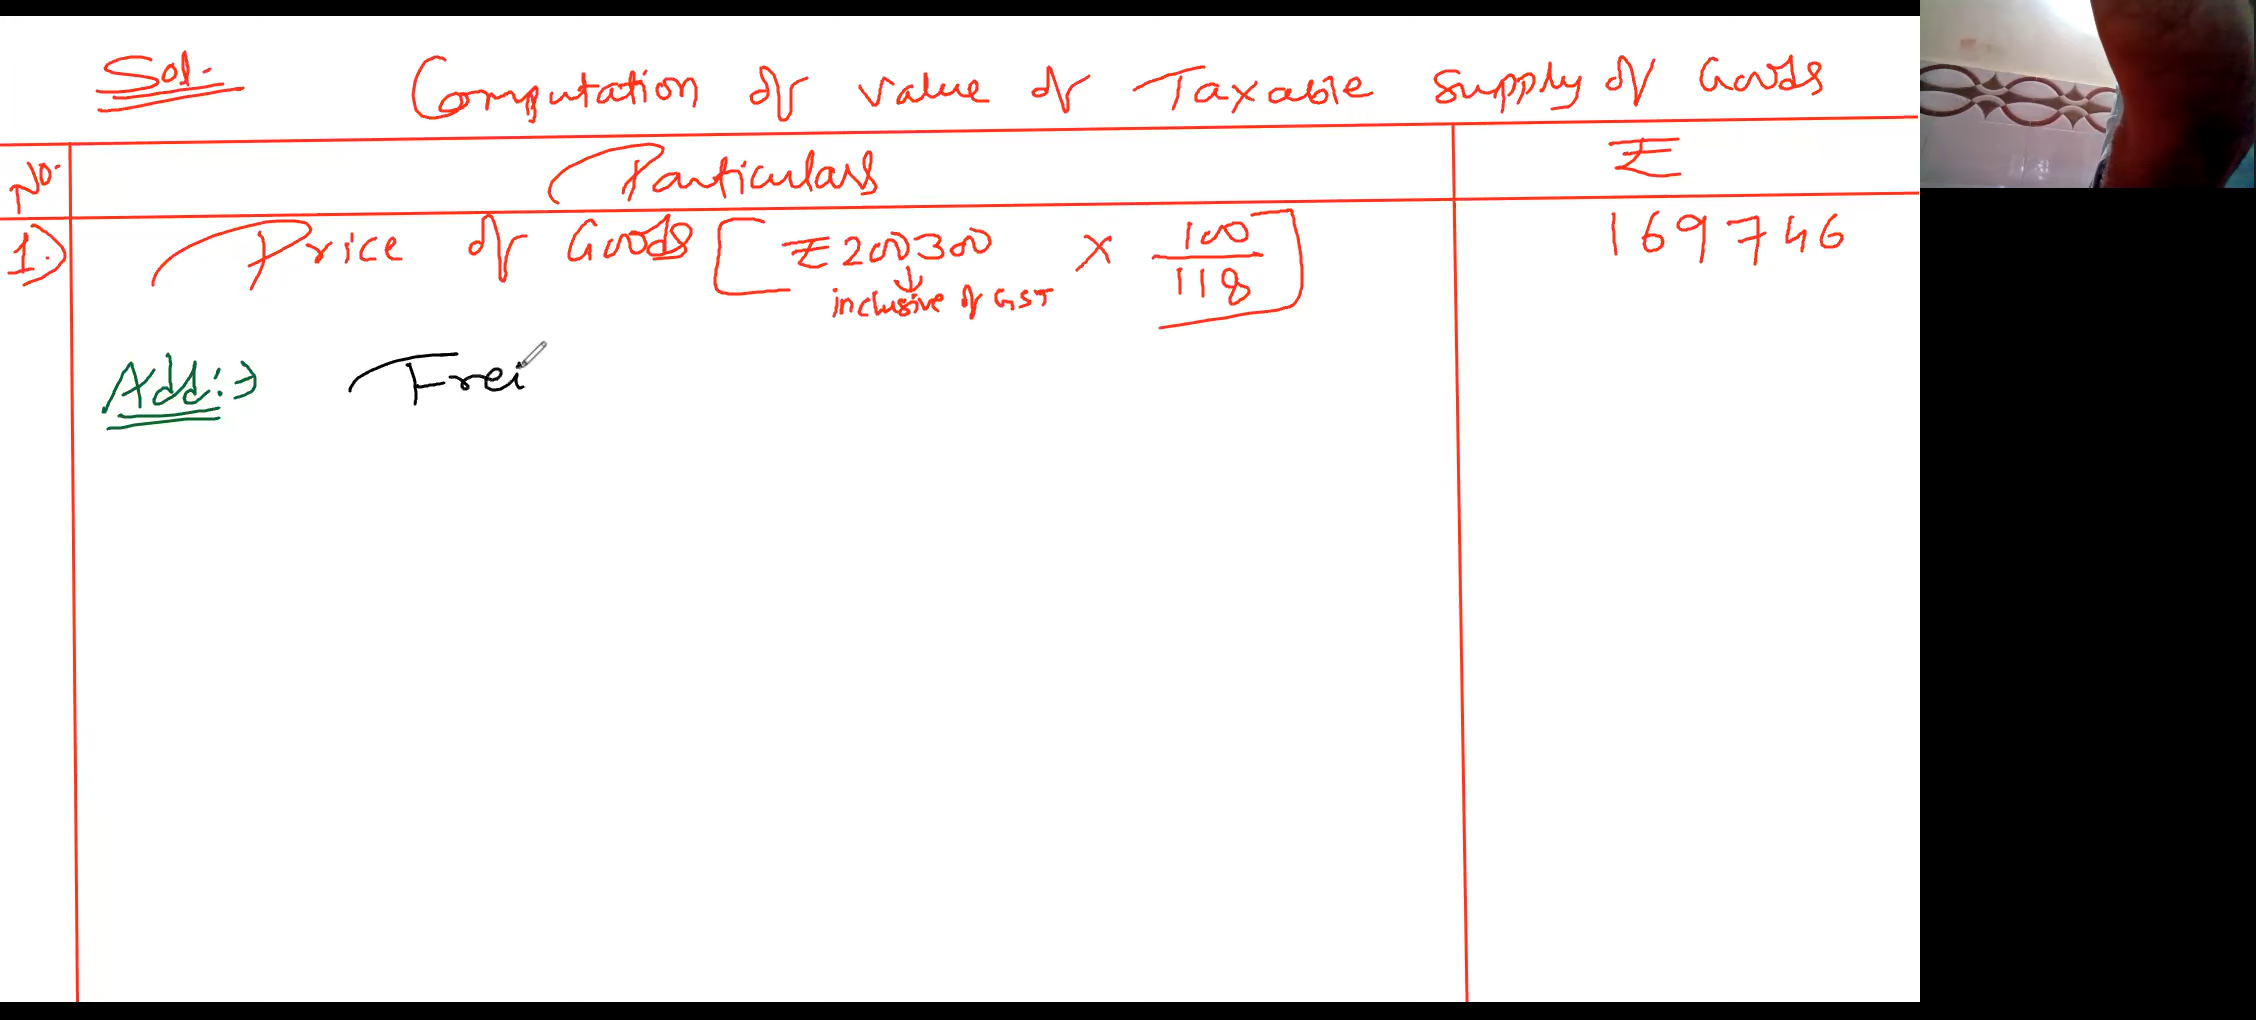 Sol.
Computation of Value of Taxable Supply of Goods
No. Particulars ₹
1.) Price of Goods [₹200300 × 100/118] 169746
inclusive of GST
Add:→ Frei